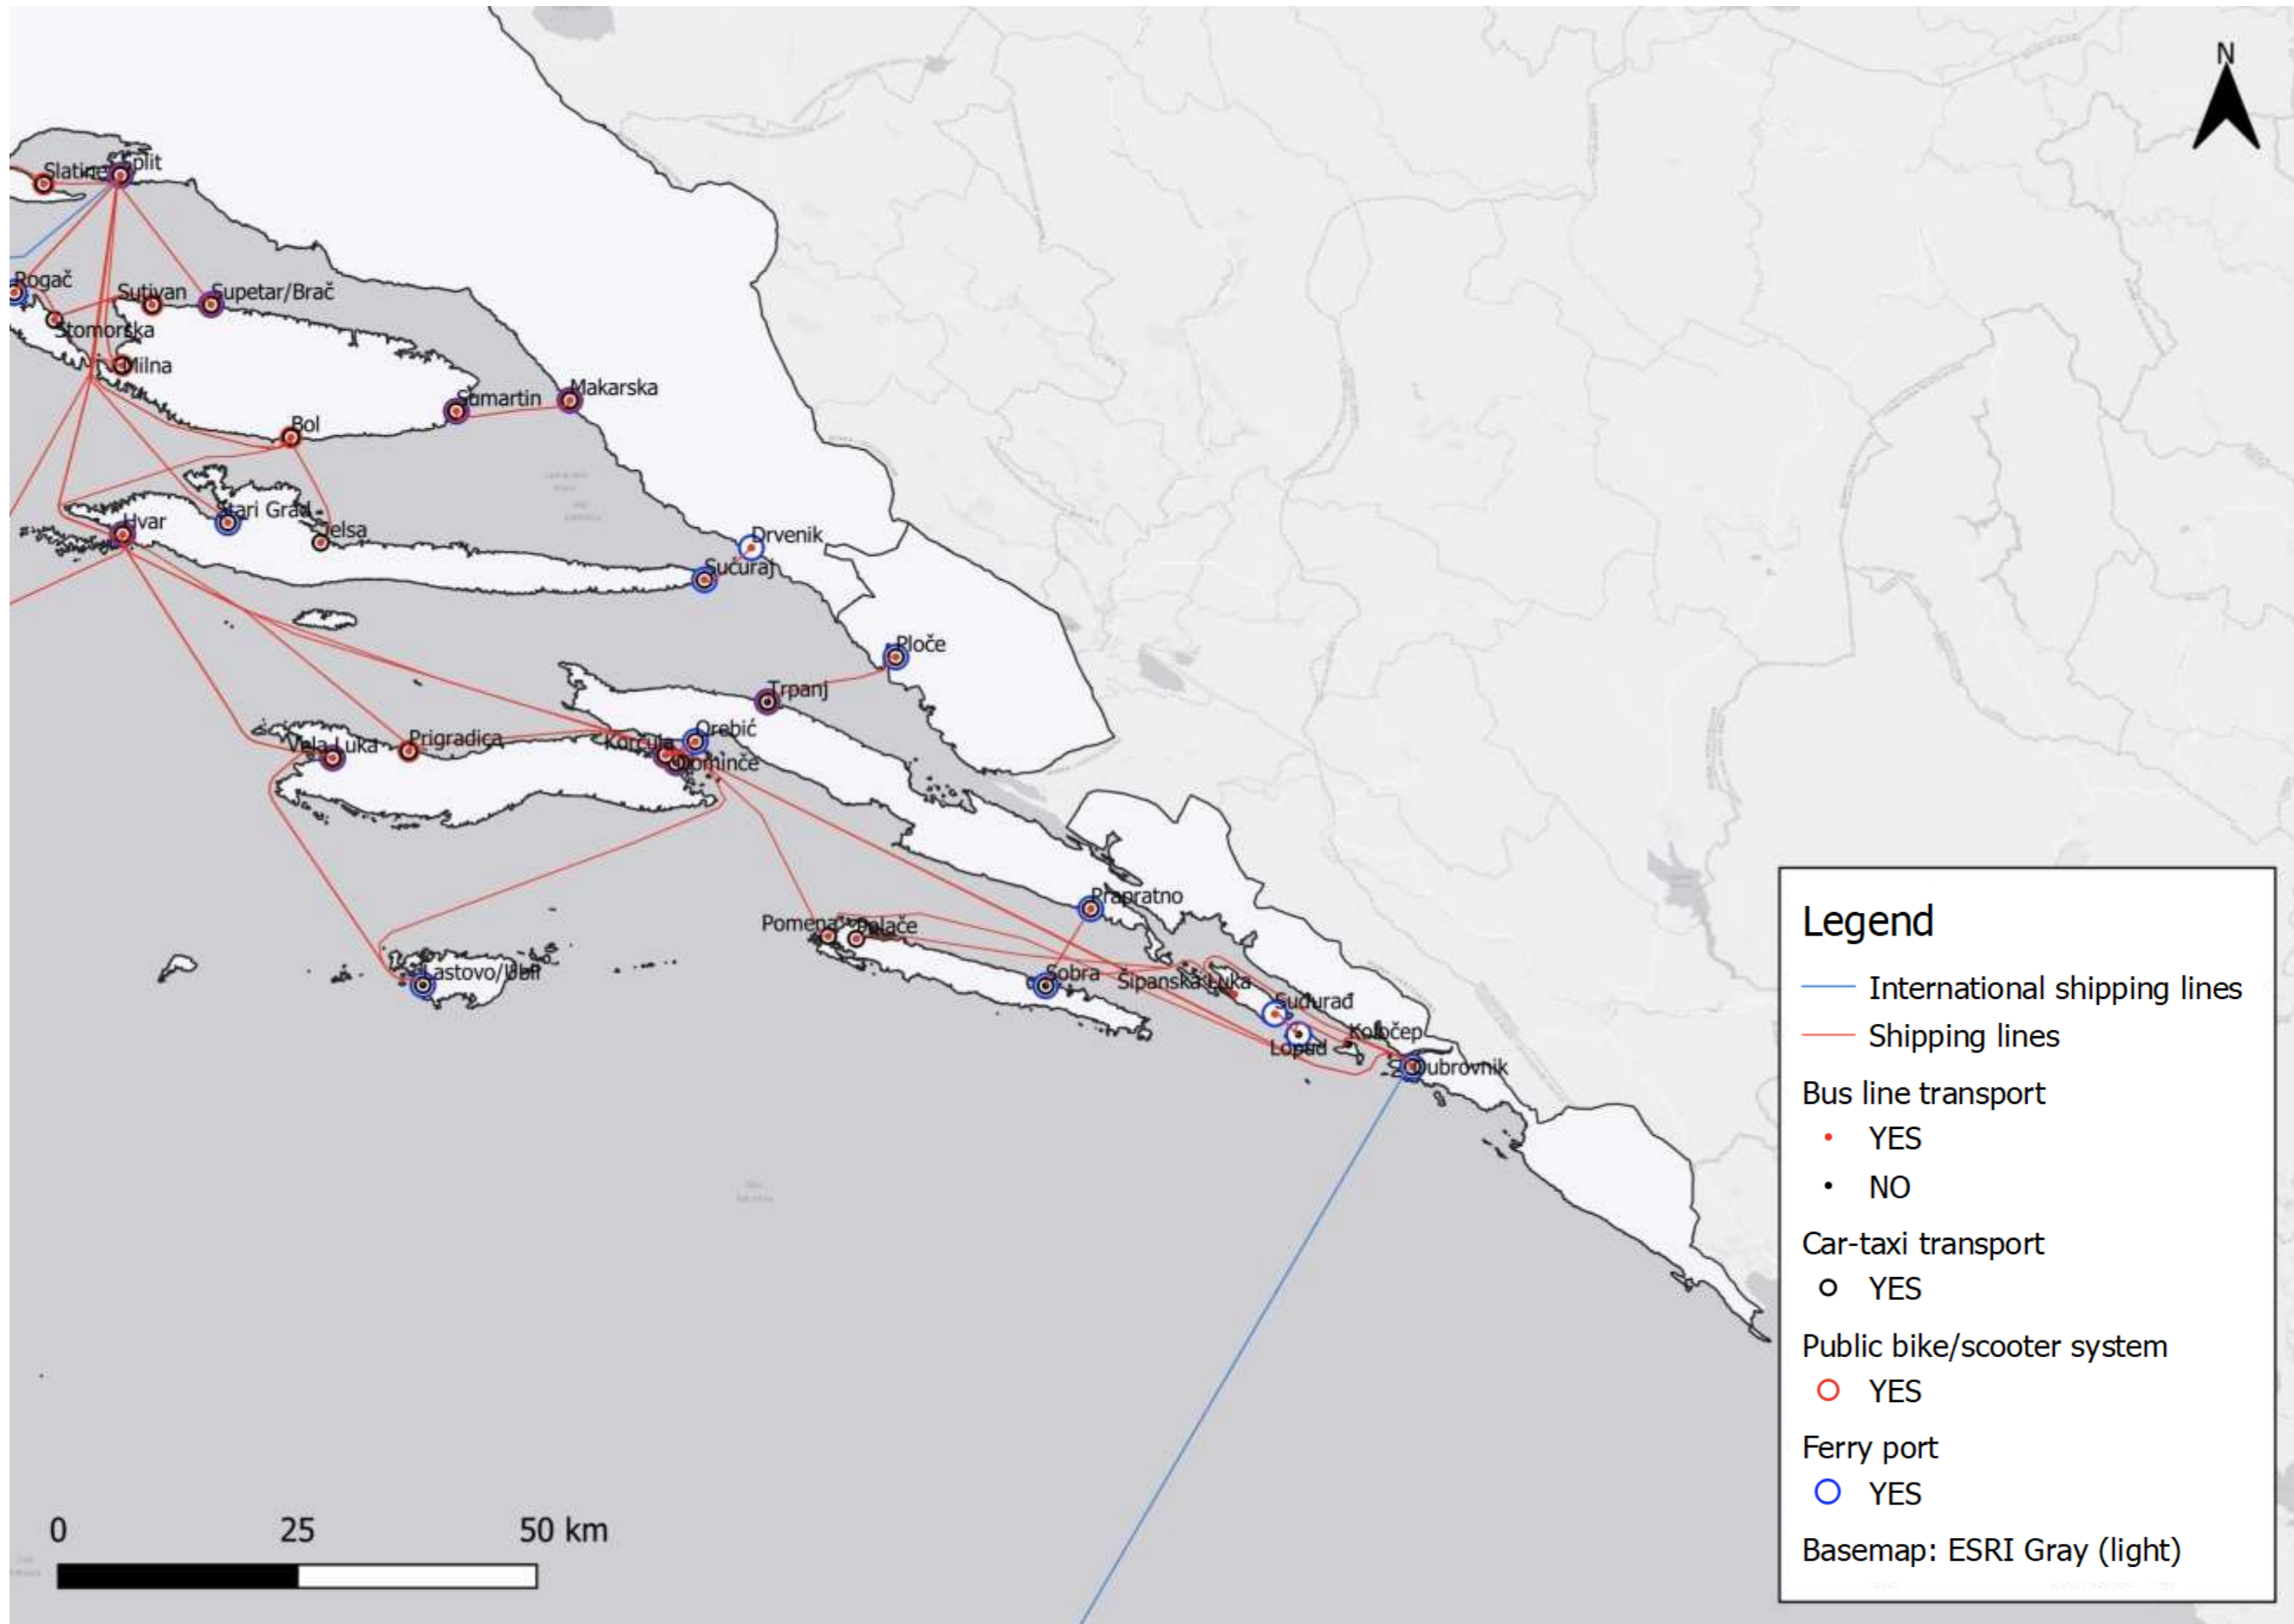 N
Slatine
Split
Rogač
Sutivan
Supetar/Brač
Stomorska
Milna
Makarska
Sumartin
Bol
Stari Grad
Hvar
Jelsa
Drvenik
Sućuraj
Ploče
Trpanj
Orebić
Prigradica
Korčula
Vela Luka
Dominče
Prapratno
Pomena
Polače
Lastovo/Ubli
Sobra
Šipanska Luka
Suđurađ
Koločep
Lopud
Dubrovnik
Legend
International shipping lines
Shipping lines
Bus line transport
YES
NO
Car-taxi transport
YES
Public bike/scooter system
YES
Ferry port
YES
Basemap: ESRI Gray (light)
0 25 50 km